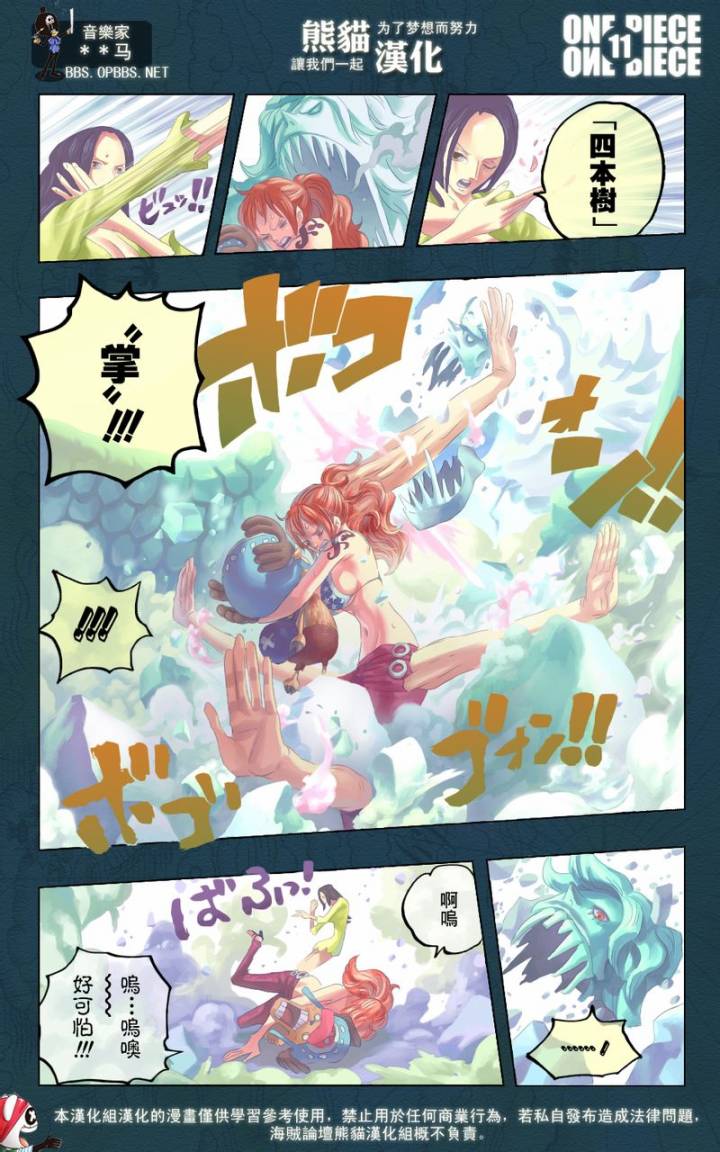 音樂家
**马
BBS.OPBBS.NET
熊貓
為了梦想而努力
讓我們一起
漢化
ONE PIECE
11
ONE PIECE
ビュッ!!
「四本樹」
"掌"!!!
ボコ
オン!!
!!!
ボゴ
ゴオン!!
ばふっ!
啊嗚
嗚…嗚噢
~~~
好可怕!!!
……!
本漢化組漢化的漫畫僅供學習參考使用，禁止用於任何商業行為，若私自發布造成法律問題，
海賊論壇熊貓漢化組概不負責。